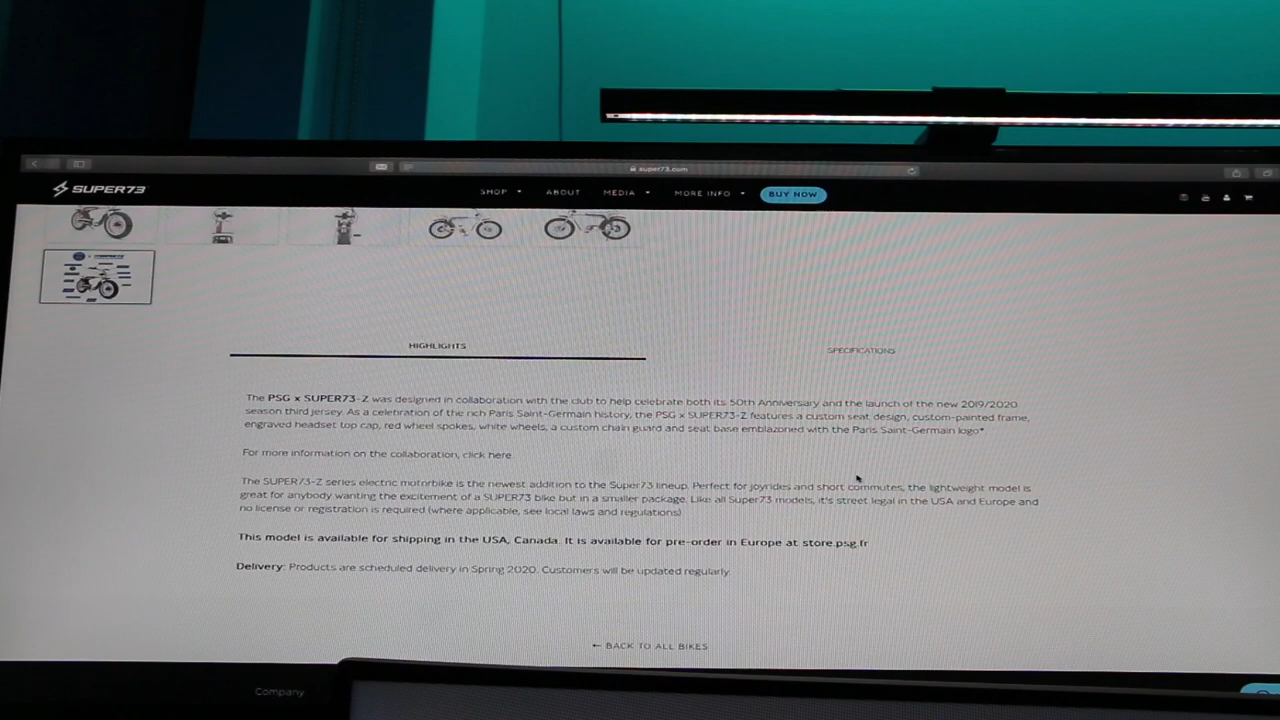 super73.com
SUPER73
SHOP
ABOUT
MEDIA
MORE INFO
BUY NOW
HIGHLIGHTS
SPECIFICATIONS
The PSG x SUPER73-Z was designed in collaboration with the club to help celebrate both its 50th Anniversary and the launch of the new 2019/2020
season third jersey. As a celebration of the rich Paris Saint-Germain history, the PSG x SUPER73-Z features a custom seat design, custom-painted frame,
engraved headset top cap, red wheel spokes, white wheels, a custom chain guard and seat base emblazoned with the Paris Saint-Germain logo*
For more information on the collaboration, click here.
The SUPER73-Z series electric motorbike is the newest addition to the Super73 lineup. Perfect for joyrides and short commutes, the lightweight model is
great for anybody wanting the excitement of a SUPER73 bike but in a smaller package. Like all Super73 models, it's street legal in the USA and Europe and
no license or registration is required (where applicable, see local laws and regulations).
This model is available for shipping in the USA, Canada. It is available for pre-order in Europe at store.psg.fr
Delivery: Products are scheduled delivery in Spring 2020. Customers will be updated regularly.
← BACK TO ALL BIKES
Company